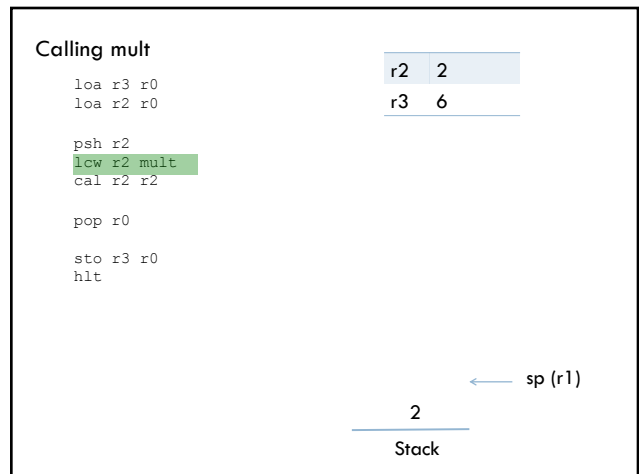 Calling mult
loa r3 r0
loa r2 r0
psh r2
lcw r2 mult
cal r2 r2
pop r0
sto r3 r0
hlt
r2 2
r3 6
sp (r1)
2
Stack